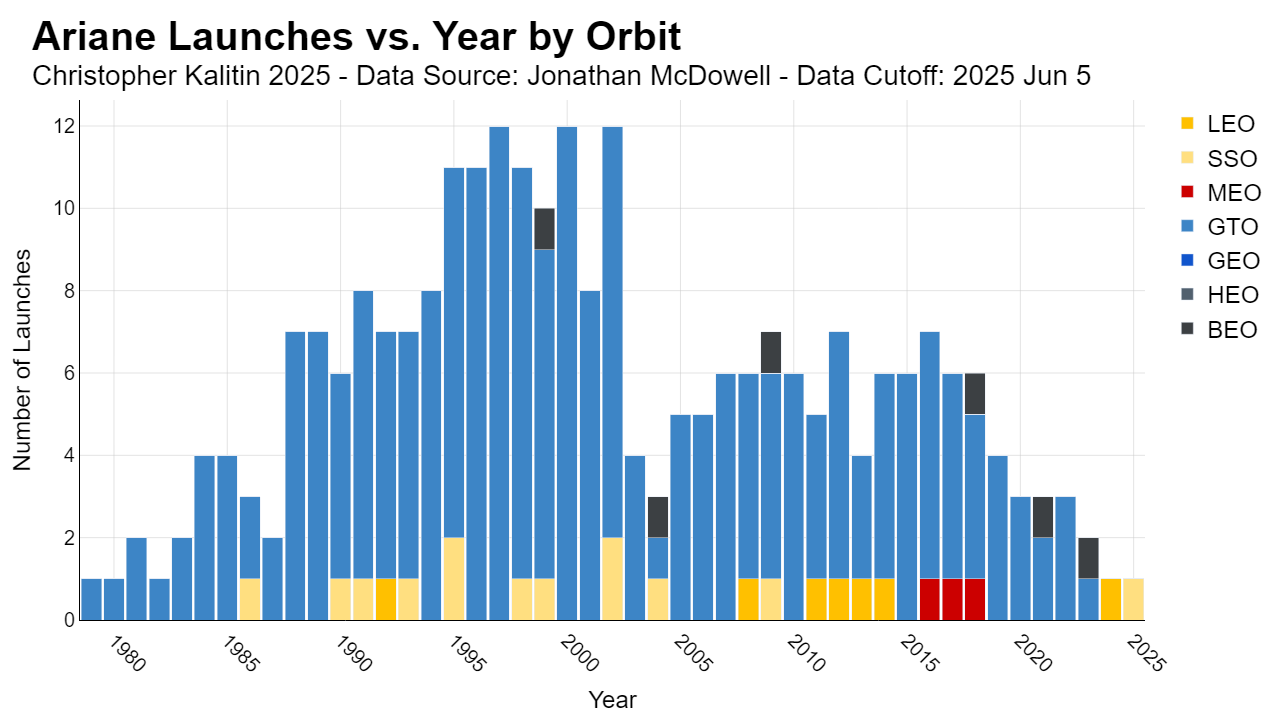 Ariane Launches vs. Year by Orbit
Christopher Kalitin 2025 - Data Source: Jonathan McDowell - Data Cutoff: 2025 Jun 5
Number of Launches
12
10
8
6
4
2
0
1980
1985
1990
1995
2000
2005
2010
2015
2020
2025
Year
LEO
SSO
MEO
GTO
GEO
HEO
BEO